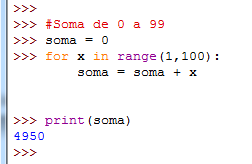 >>>
>>> #Soma de 0 a 99
>>> soma = 0
>>> for x in range(1,100):
        soma = soma + x
>>> print(soma)
4950
>>>